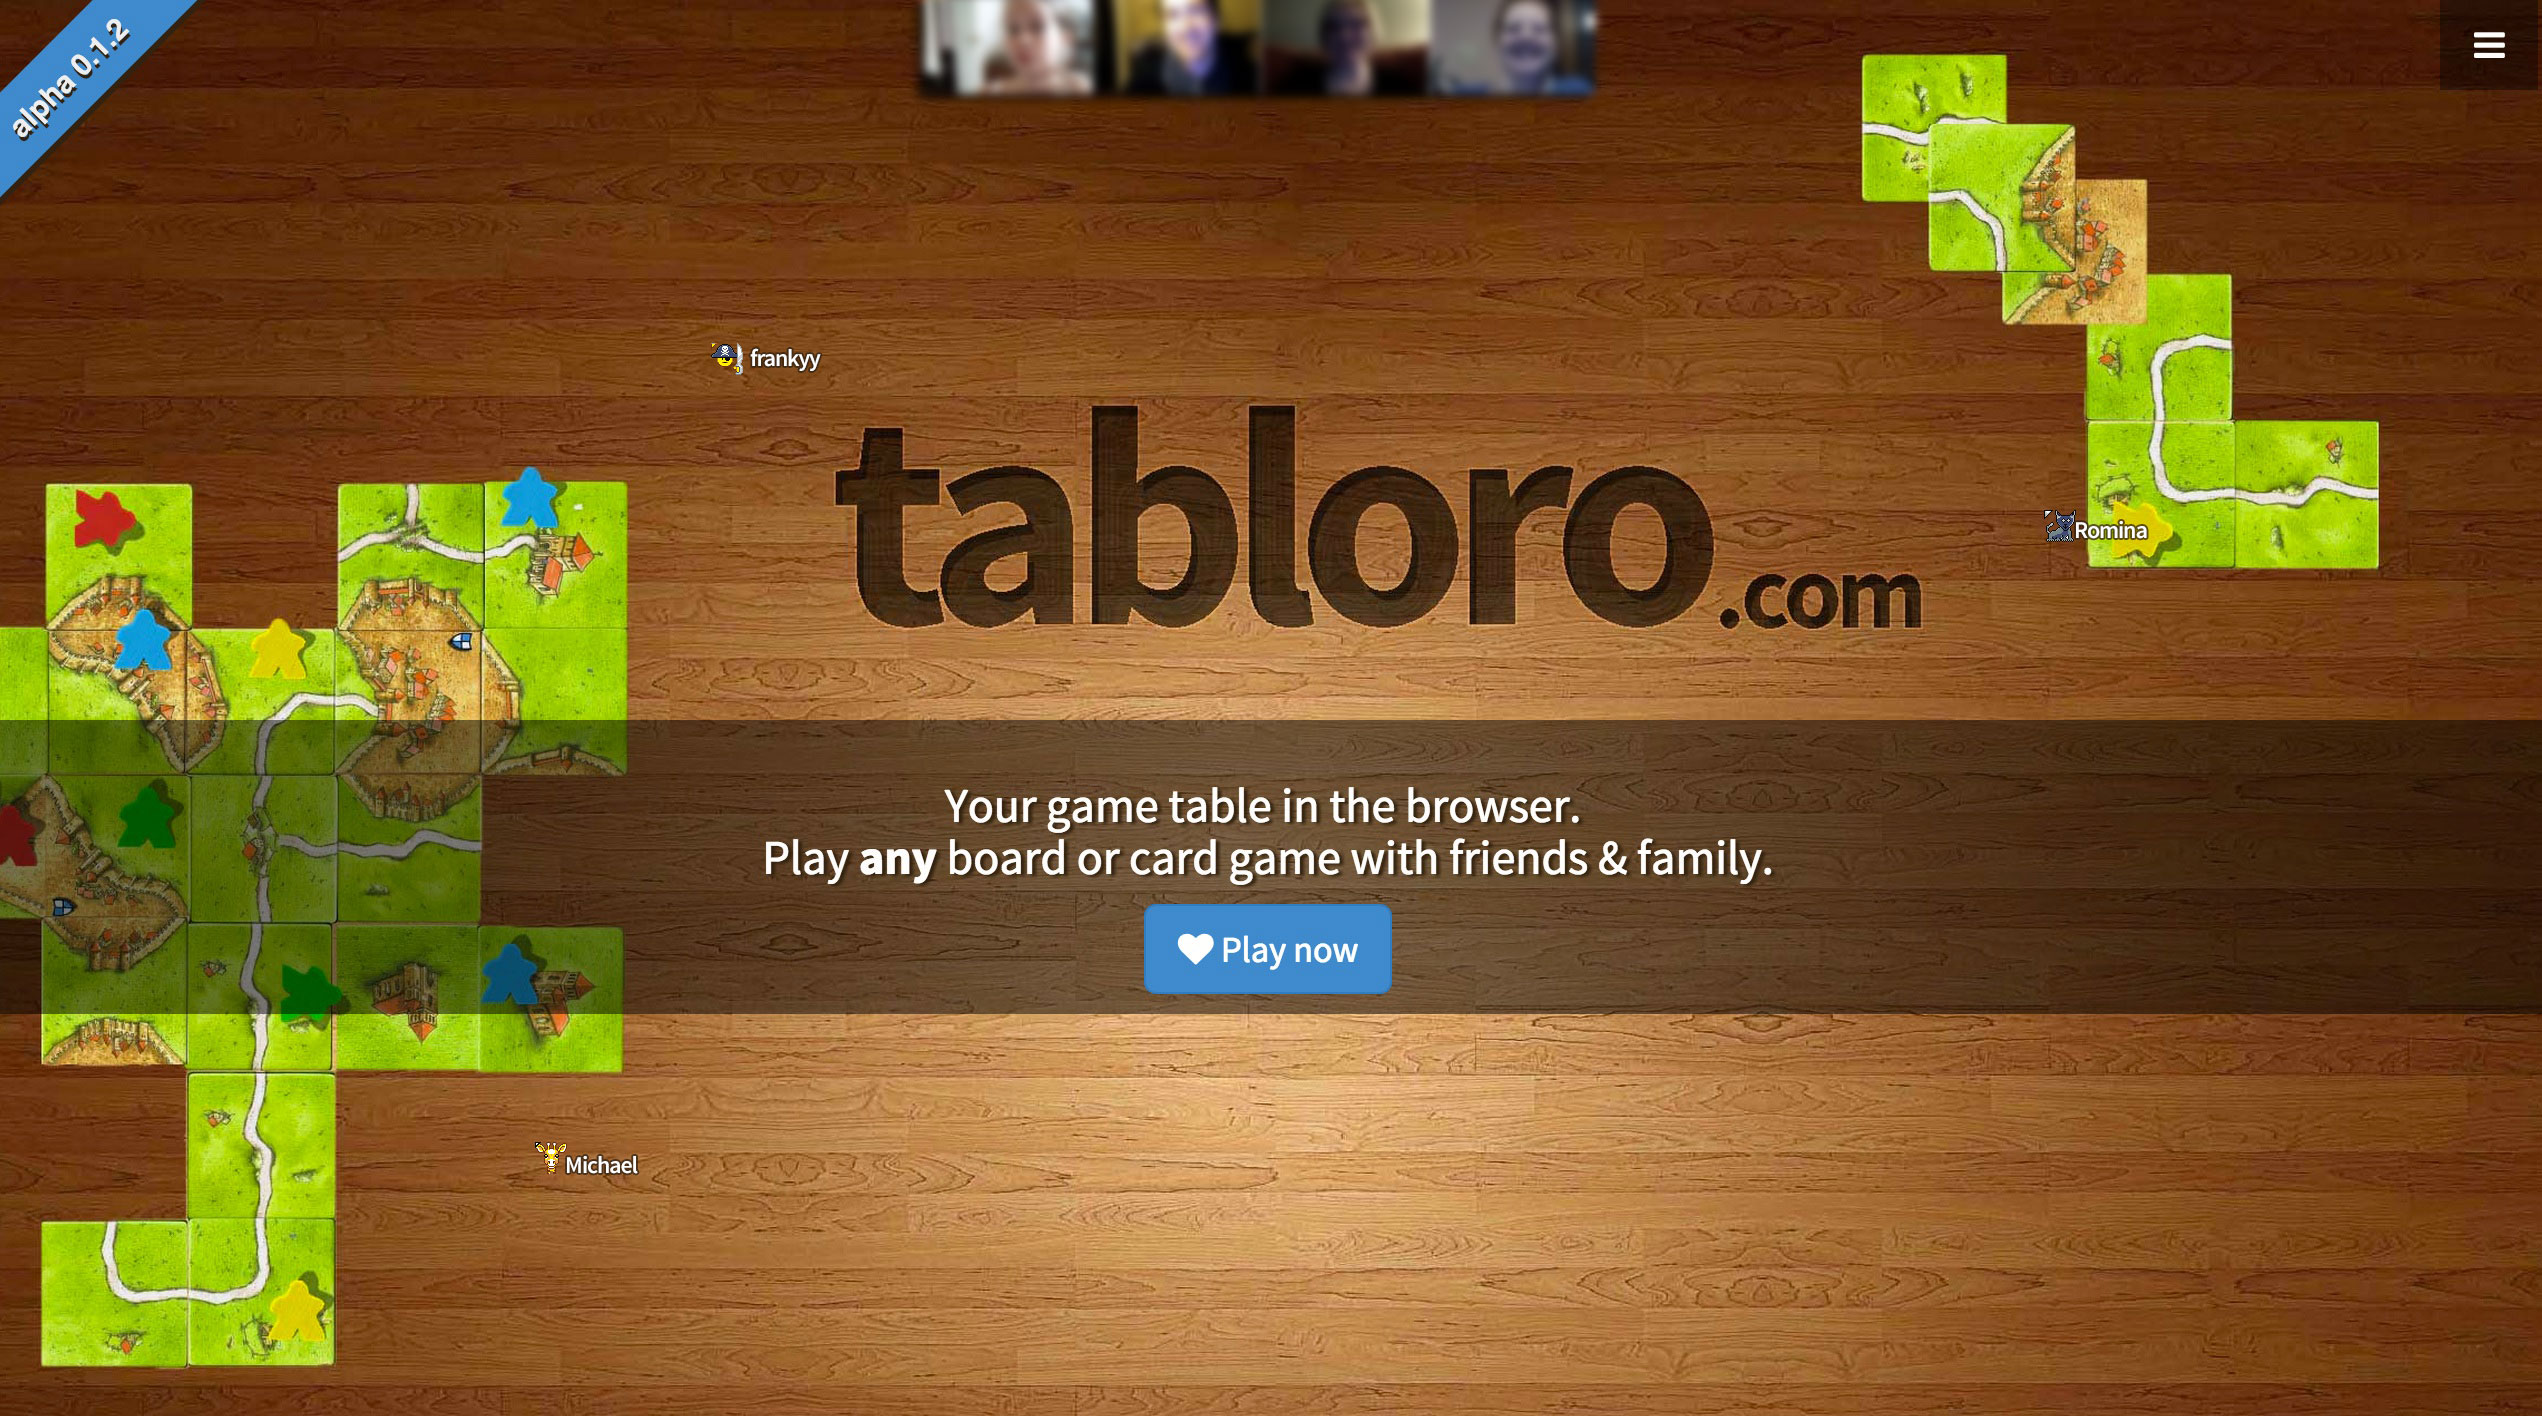 alpha 0.1.2
frankyy
tabloro.com
Romina
Your game table in the browser.
Play any board or card game with friends & family.
Play now
Michael